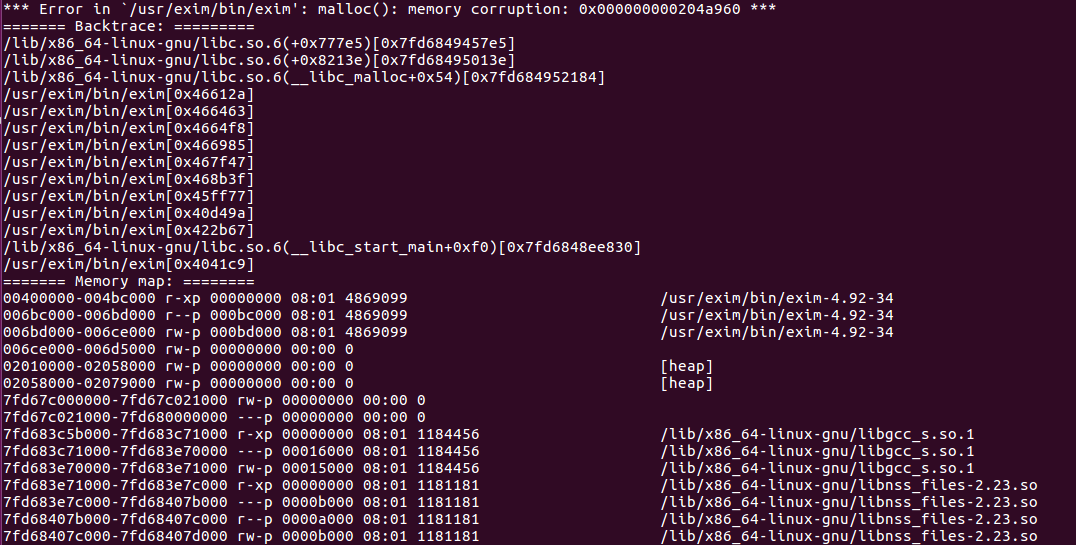 *** Error in `/usr/exim/bin/exim': malloc(): memory corruption: 0x000000000204a960 ***
======= Backtrace: =========
/lib/x86_64-linux-gnu/libc.so.6(+0x777e5)[0x7fd6849457e5]
/lib/x86_64-linux-gnu/libc.so.6(+0x8213e)[0x7fd68495013e]
/lib/x86_64-linux-gnu/libc.so.6(__libc_malloc+0x54)[0x7fd684952184]
/usr/exim/bin/exim[0x46612a]
/usr/exim/bin/exim[0x466463]
/usr/exim/bin/exim[0x4664f8]
/usr/exim/bin/exim[0x466985]
/usr/exim/bin/exim[0x467f47]
/usr/exim/bin/exim[0x468b3f]
/usr/exim/bin/exim[0x45ff77]
/usr/exim/bin/exim[0x40d49a]
/usr/exim/bin/exim[0x422b67]
/lib/x86_64-linux-gnu/libc.so.6(__libc_start_main+0xf0)[0x7fd6848ee830]
/usr/exim/bin/exim[0x4041c9]
======= Memory map: ========
00400000-004bc000 r-xp 00000000 08:01 4869099 /usr/exim/bin/exim-4.92-34
006bc000-006bd000 r--p 000bc000 08:01 4869099 /usr/exim/bin/exim-4.92-34
006bd000-006ce000 rw-p 000bd000 08:01 4869099 /usr/exim/bin/exim-4.92-34
006ce000-006d5000 rw-p 00000000 00:00 0
02010000-02058000 rw-p 00000000 00:00 0 [heap]
02058000-02079000 rw-p 00000000 00:00 0 [heap]
7fd67c000000-7fd67c021000 rw-p 00000000 00:00 0
7fd67c021000-7fd680000000 ---p 00000000 00:00 0
7fd683c5b000-7fd683c71000 r-xp 00000000 08:01 1184456 /lib/x86_64-linux-gnu/libgcc_s.so.1
7fd683c71000-7fd683e70000 ---p 00016000 08:01 1184456 /lib/x86_64-linux-gnu/libgcc_s.so.1
7fd683e70000-7fd683e71000 rw-p 00015000 08:01 1184456 /lib/x86_64-linux-gnu/libgcc_s.so.1
7fd683e71000-7fd683e7c000 r-xp 00000000 08:01 1181181 /lib/x86_64-linux-gnu/libnss_files-2.23.so
7fd683e7c000-7fd68407b000 ---p 0000b000 08:01 1181181 /lib/x86_64-linux-gnu/libnss_files-2.23.so
7fd68407b000-7fd68407c000 r--p 0000a000 08:01 1181181 /lib/x86_64-linux-gnu/libnss_files-2.23.so
7fd68407c000-7fd68407d000 rw-p 0000b000 08:01 1181181 /lib/x86_64-linux-gnu/libnss_files-2.23.so